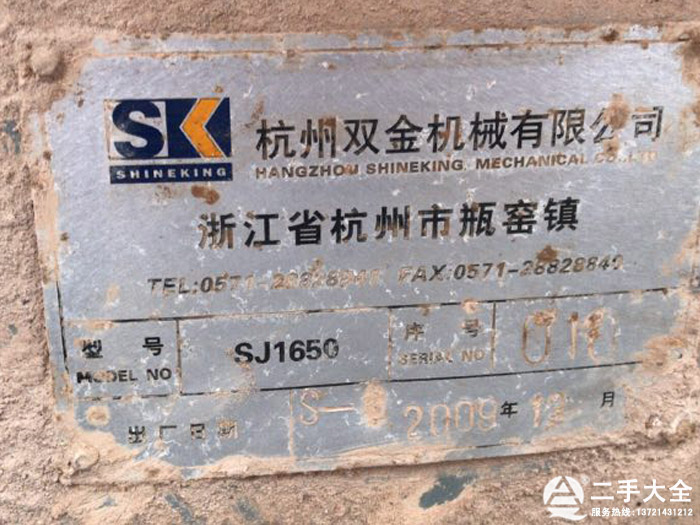 SK
SHINEKING
杭州双金机械有限公司
HANGZHOU SHINEKING. MECHANICAL CO.,LTD
浙江省杭州市瓶窑镇
FAX:0571-28828849
型号 SJ1650 序号
MODEL NO SERIAL NO
出厂日期 2009年12月
二手大全
服务热线:13721431212